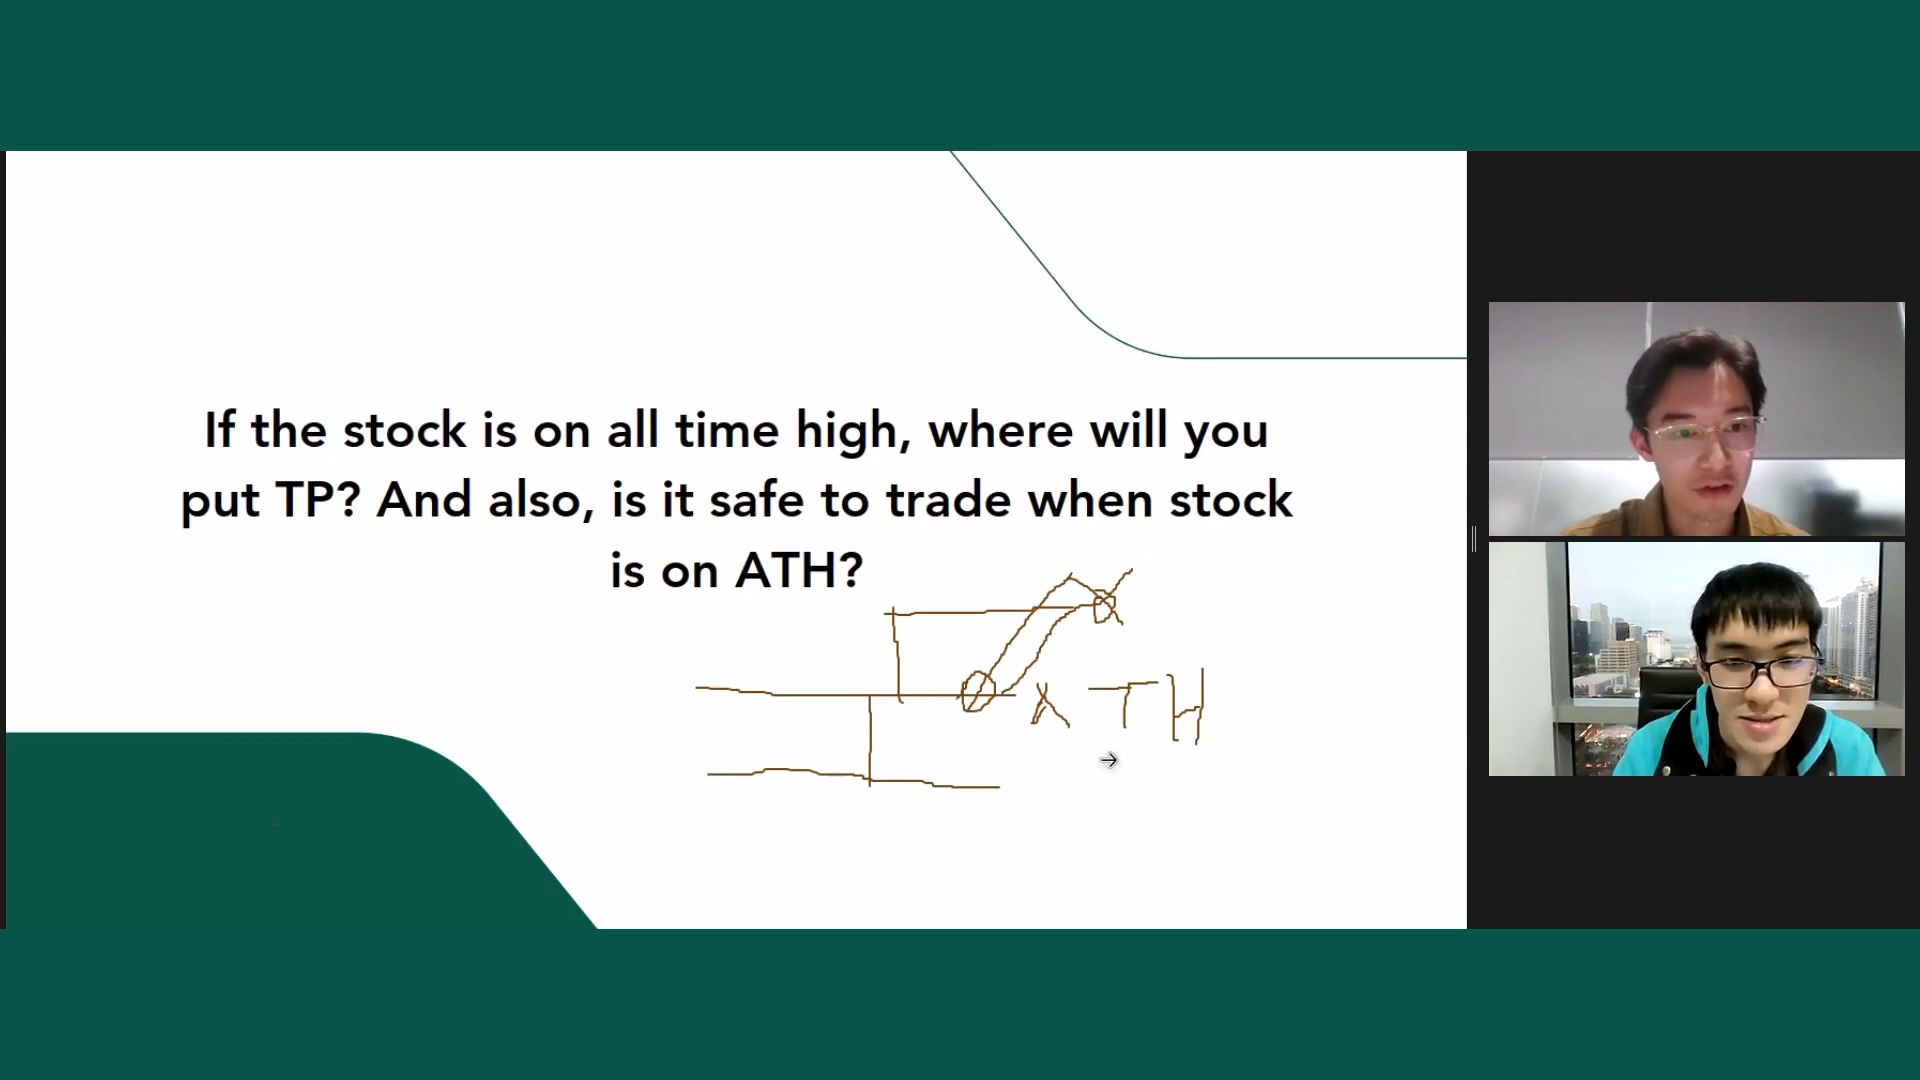 If the stock is on all time high, where will you
put TP? And also, is it safe to trade when stock
is on ATH?
ATH